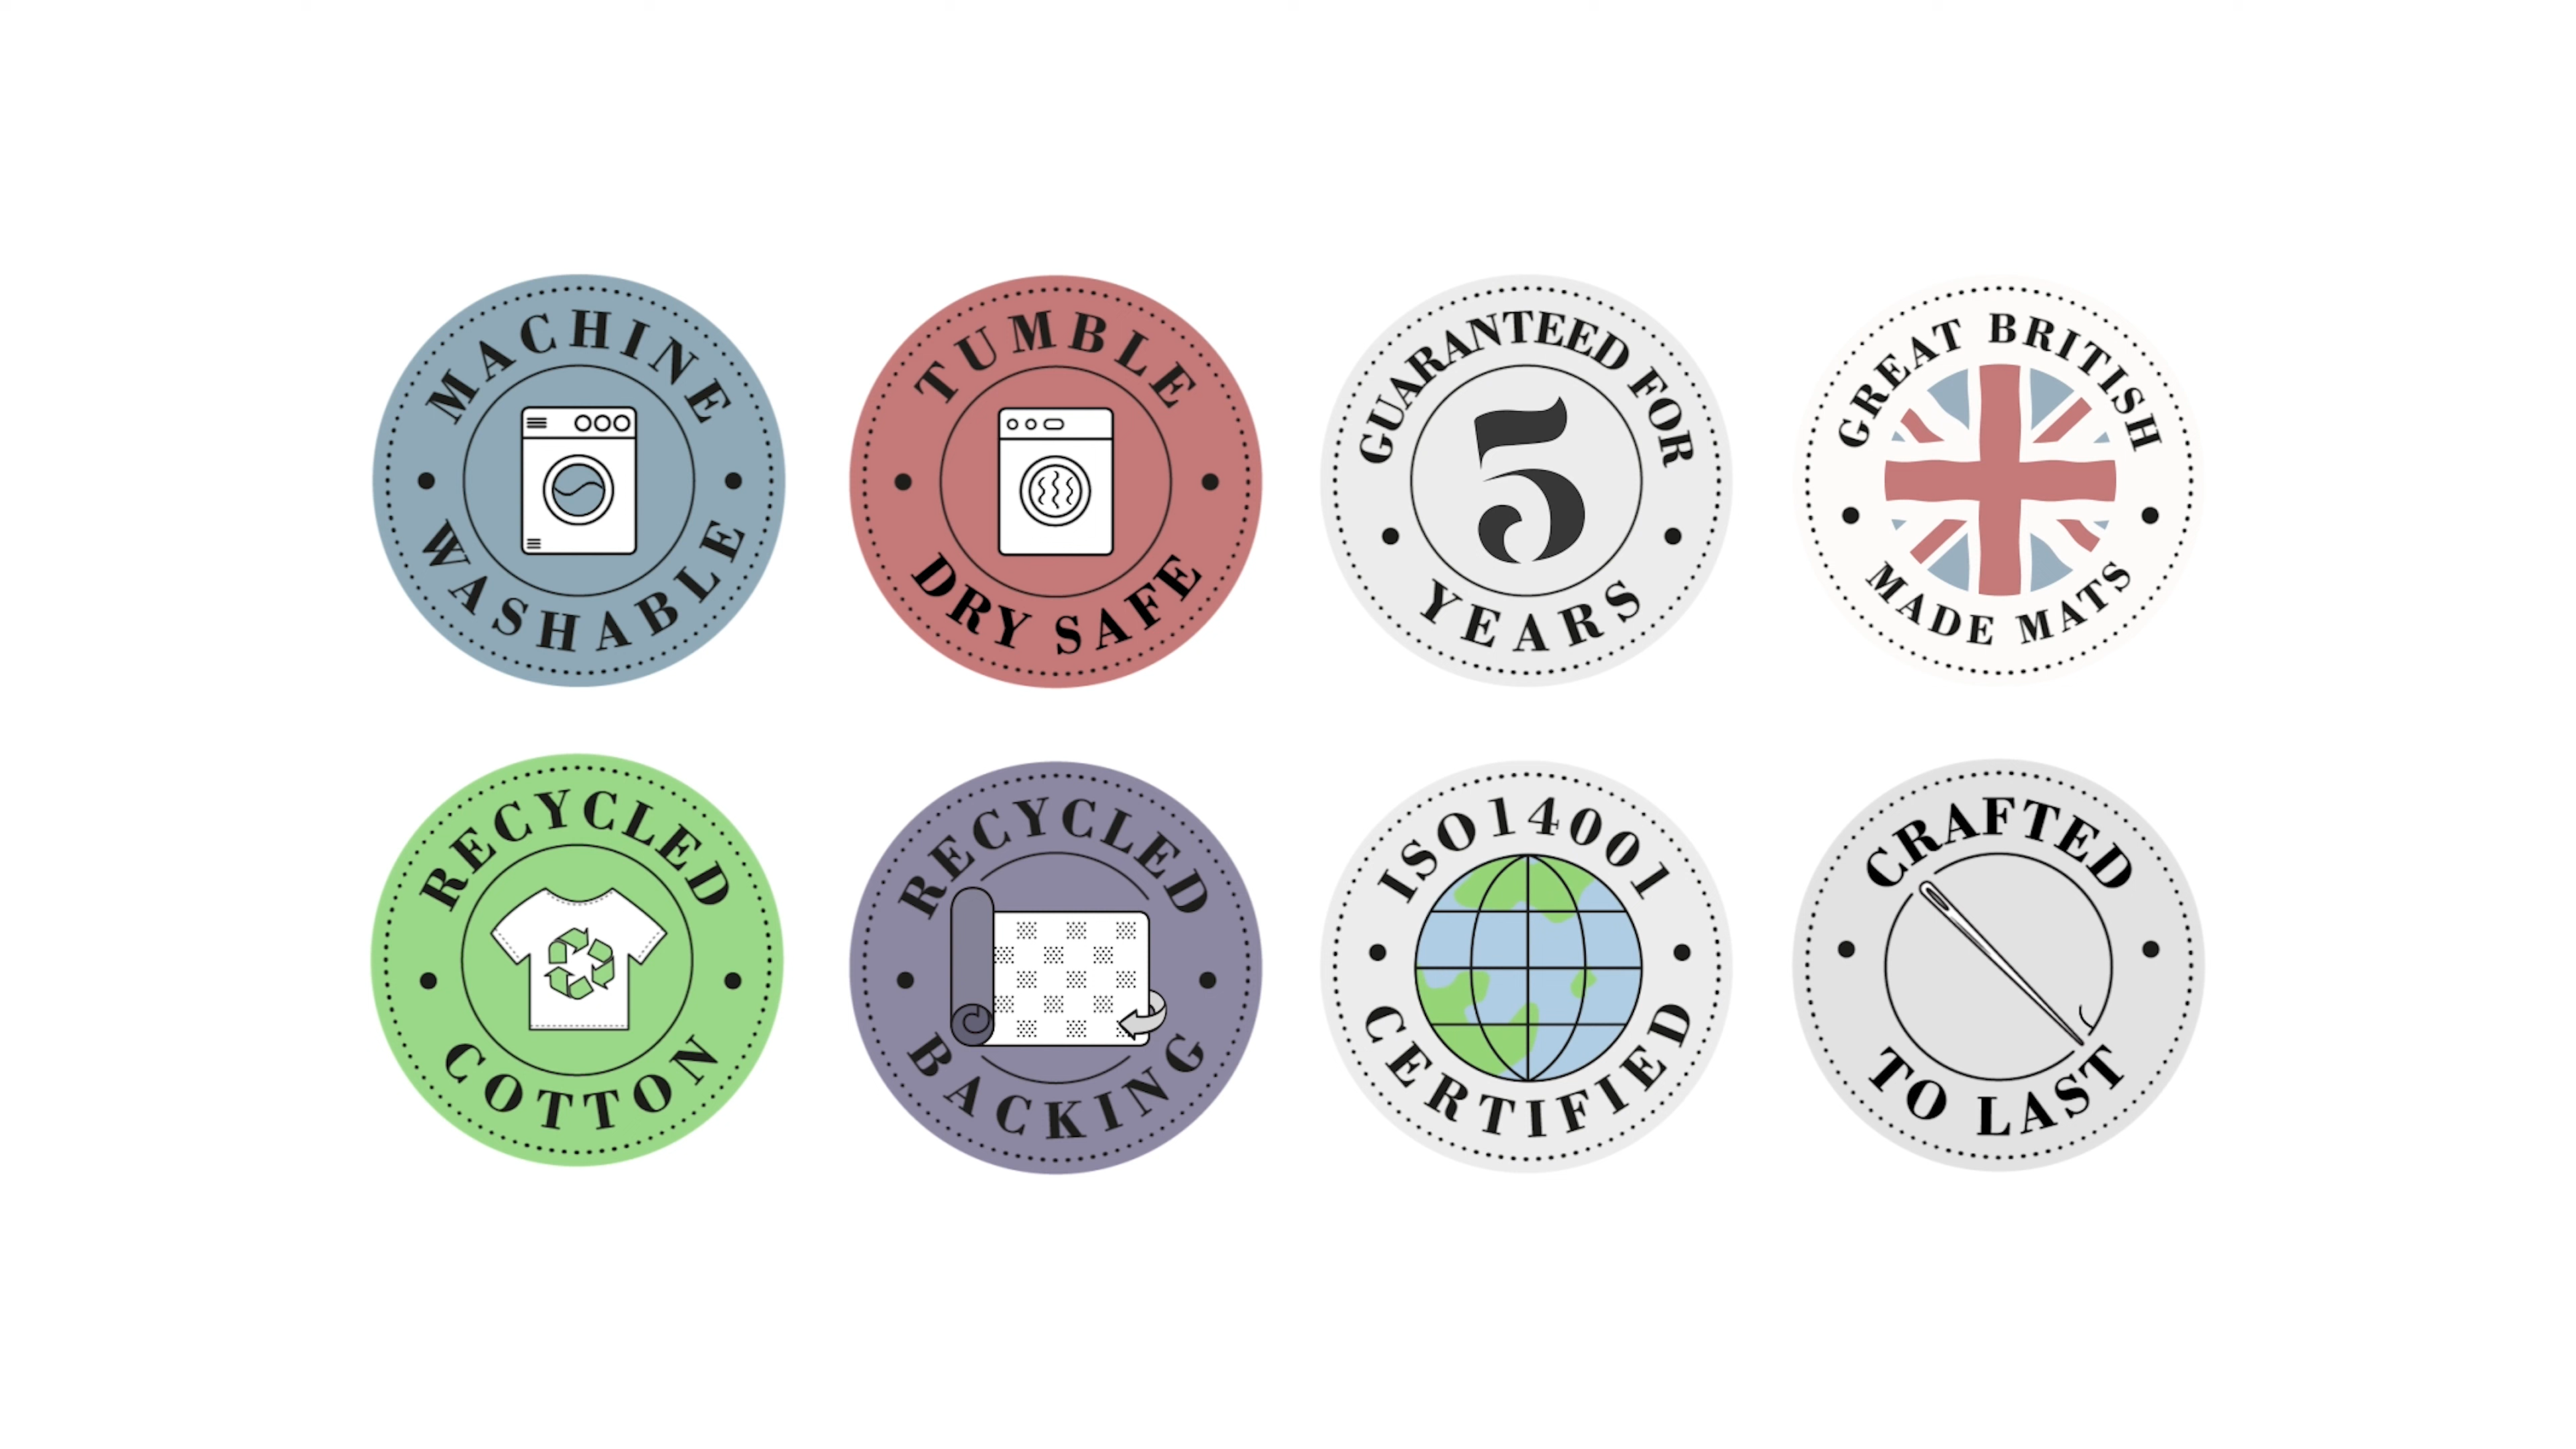 MACHINE
WASHABLE
TUMBLE
DRY SAFE
GUARANTEED FOR
5
YEARS
GREAT BRITISH
MADE MATS
RECYCLED
COTTON
RECYCLED
BACKING
ISO14001
CERTIFIED
CRAFTED
TO LAST